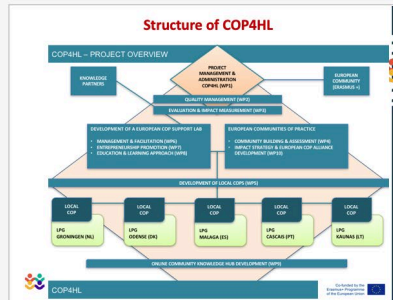 Structure of COP4HL
COP4HL – PROJECT OVERVIEW
PROJECT
MANAGEMENT &
ADMINISTRATION
COP4HL (WP1)
KNOWLEDGE
PARTNERS
EUROPEAN
COMMUNITY
(ERASMUS +)
QUALITY MANAGEMENT (WP2)
EVALUATION & IMPACT MEASUREMENT (WP3)
DEVELOPMENT OF A EUROPEAN COP SUPPORT LAB
• MANAGEMENT & FACILITATION (WP6)
• ENTREPRENEURSHIP PROMOTION (WP7)
• EDUCATION & LEARNING APPROACH (WP8)
EUROPEAN COMMUNITIES OF PRACTICE
• COMMUNITY BUILDING & ASSESSMENT (WP4)
• IMPACT STRATEGY & EUROPEAN COP ALLIANCE
DEVELOPMENT (WP10)
DEVELOPMENT OF LOCAL COPS (WP5)
LOCAL
COP
LPG
GRONINGEN (NL)
LOCAL
COP
LPG
ODENSE (DK)
LOCAL
COP
LPG
MALAGA (ES)
LOCAL
COP
LPG
CASCAIS (PT)
LOCAL
COP
LPG
KAUNAS (LT)
ONLINE COMMUNITY KNOWLEDGE HUB DEVELOPMENT (WP9)
COP4HL
Co-funded by the
Erasmus+ Programme
of the European Union